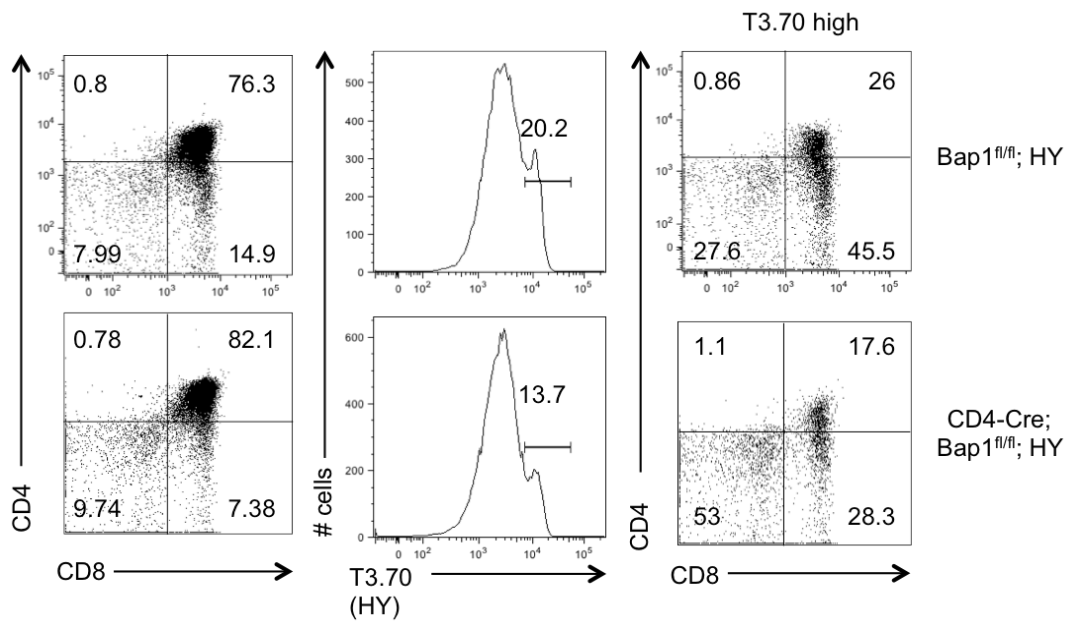 T3.70 high
10⁵
10⁴
10³
10²
0
0.8
76.3
7.99
14.9
0 10² 10³ 10⁴ 10⁵
500
400
300
200
100
0
20.2
0 10² 10³ 10⁴ 10⁵
10⁵
10⁴
10³
10²
0
0.86
26
27.6
45.5
0 10² 10³ 10⁴ 10⁵
Bap1fl/fl; HY
0.78
82.1
9.74
7.38
600
400
200
0
13.7
0 10² 10³ 10⁴ 10⁵
1.1
17.6
53
28.3
CD4-Cre;
Bap1fl/fl; HY
CD4
CD8
# cells
T3.70
(HY)
CD4
CD8